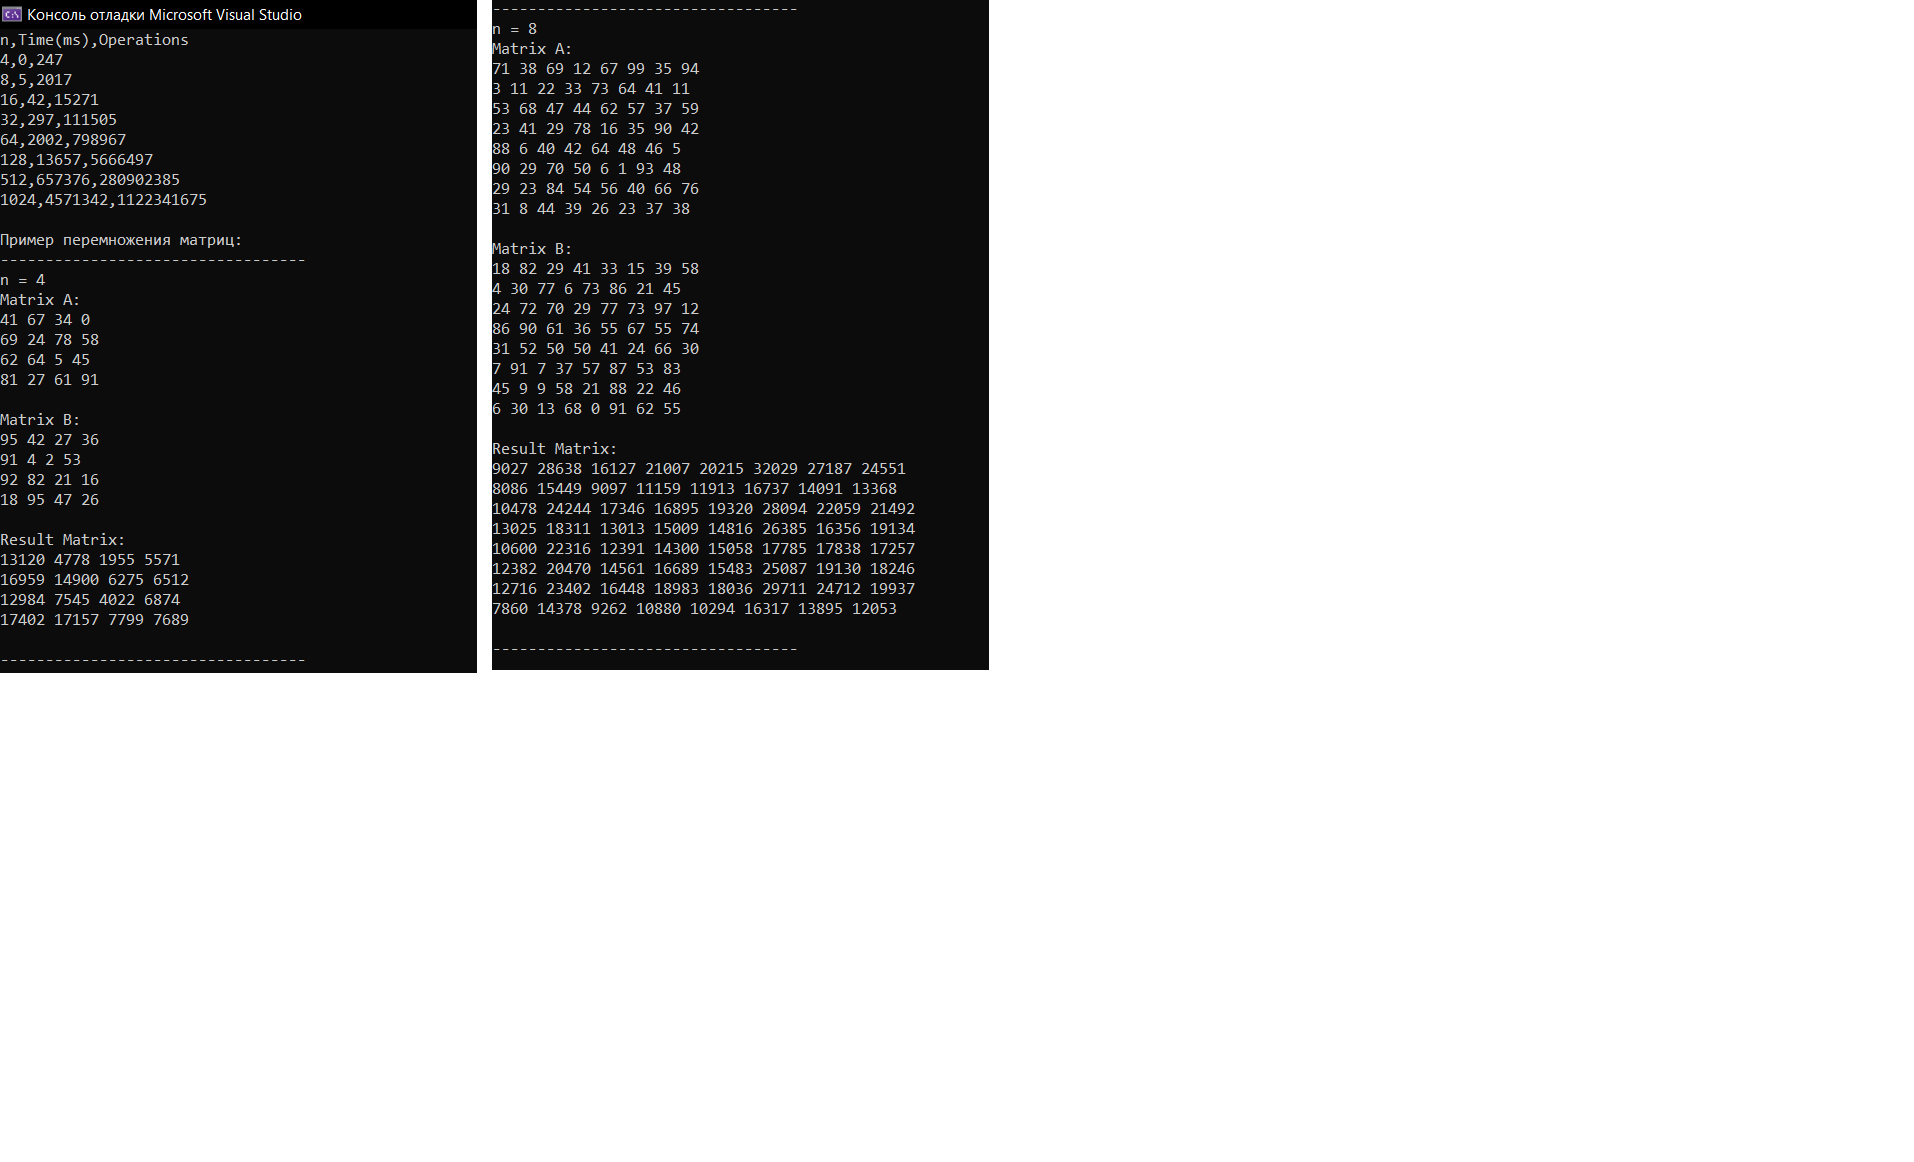 Консоль отладки Microsoft Visual Studio
n,Time(ms),Operations
4,0,247
8,5,2017
16,42,15271
32,297,111505
64,2002,798967
128,13657,5666497
512,657376,280902385
1024,4571342,1122341675
Пример перемножения матриц:
----------------------------------
n = 4
Matrix A:
41 67 34 0
69 24 78 58
62 64 5 45
81 27 61 91
Matrix B:
95 42 27 36
91 4 2 53
92 82 21 16
18 95 47 26
Result Matrix:
13120 4778 1955 5571
16959 14900 6275 6512
12984 7545 4022 6874
17402 17157 7799 7689
----------------------------------
----------------------------------
n = 8
Matrix A:
71 38 69 12 67 99 35 94
3 11 22 33 73 64 41 11
53 68 47 44 62 57 37 59
23 41 29 78 16 35 90 42
88 6 40 42 64 48 46 5
90 29 70 50 6 1 93 48
29 23 84 54 56 40 66 76
31 8 44 39 26 23 37 38
Matrix B:
18 82 29 41 33 15 39 58
4 30 77 6 73 86 21 45
24 72 70 29 77 73 97 12
86 90 61 36 55 67 55 74
31 52 50 50 41 24 66 30
7 91 7 37 57 87 53 83
45 9 9 58 21 88 22 46
6 30 13 68 0 91 62 55
Result Matrix:
9027 28638 16127 21007 20215 32029 27187 24551
8086 15449 9097 11159 11913 16737 14091 13368
10478 24244 17346 16895 19320 28094 22059 21492
13025 18311 13013 15009 14816 26385 16356 19134
10600 22316 12391 14300 15058 17785 17838 17257
12382 20470 14561 16689 15483 25087 19130 18246
12716 23402 16448 18983 18036 29711 24712 19937
7860 14378 9262 10880 10294 16317 13895 12053
----------------------------------